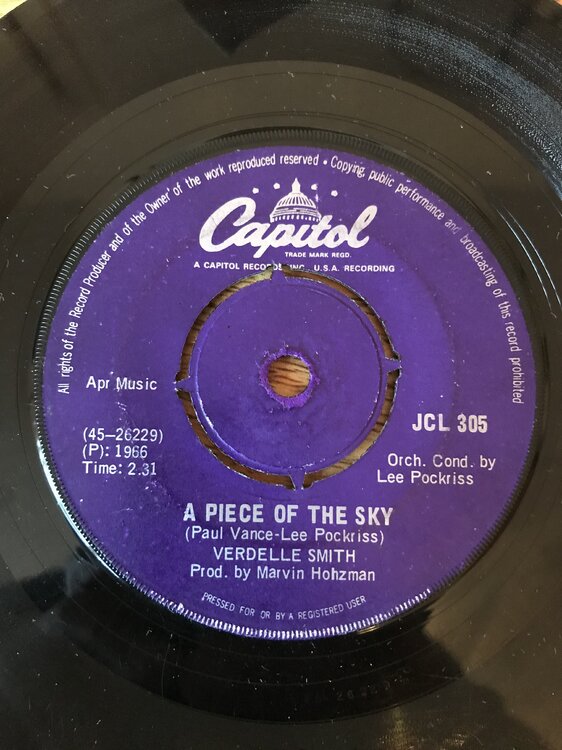 All rights of the Record Producer and of the Owner of the work reproduced reserved • Copying, public performance and broadcasting of this record prohibited
Capitol
TRADE MARK REGD.
A CAPITOL RECORDS, INC., U.S.A. RECORDING
Apr Music
JCL 305
(45–26229)
(P): 1966
Time: 2.31
Orch. Cond. by
Lee Pockriss
A PIECE OF THE SKY
(Paul Vance-Lee Pockriss)
VERDELLE SMITH
Prod. by Marvin Hohzman
PRESSED FOR OR BY A REGISTERED USER